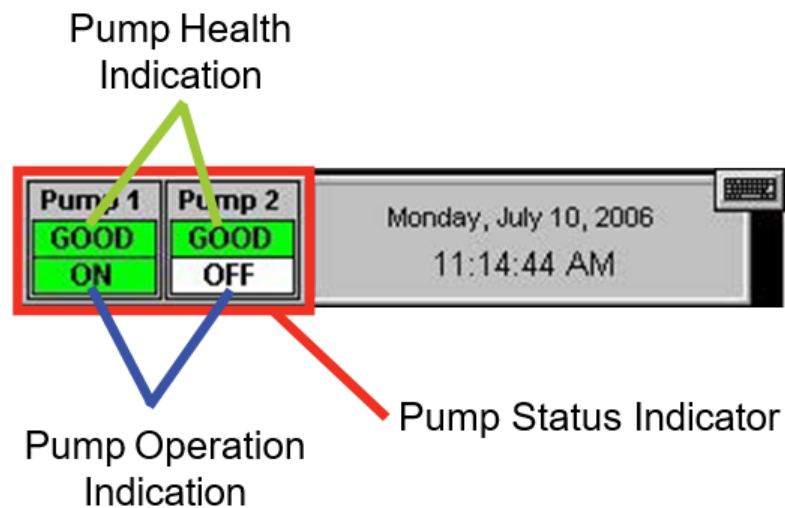 Pump Health
Indication
Pump 1 Pump 2
GOOD GOOD
ON OFF
Monday, July 10, 2006
11:14:44 AM
Pump Status Indicator
Pump Operation
Indication